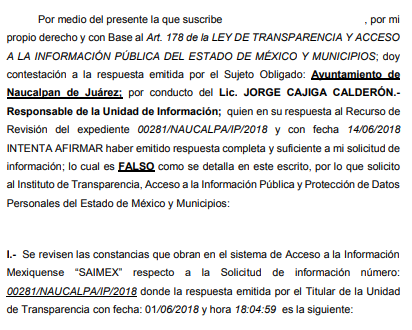 Por medio del presente la que suscribe , por mi
propio derecho y con Base al Art. 178 de la LEY DE TRANSPARENCIA Y ACCESO
A LA INFORMACIÓN PÚBLICA DEL ESTADO DE MÉXICO Y MUNICIPIOS; doy
contestación a la respuesta emitida por el Sujeto Obligado: Ayuntamiento de
Naucalpan de Juárez; por conducto del Lic. JORGE CAJIGA CALDERÓN.-
Responsable de la Unidad de Información; quien en su respuesta al Recurso de
Revisión del expediente 00281/NAUCALPA/IP/2018 y con fecha 14/06/2018
INTENTA AFIRMAR haber emitido respuesta completa y suficiente a mi solicitud de
información; lo cual es FALSO como se detalla en este escrito, por lo que solicito
al Instituto de Transparencia, Acceso a la Información Pública y Protección de Datos
Personales del Estado de México y Municipios:
I.- Se revisen las constancias que obran en el sistema de Acceso a la Información
Mexiquense “SAIMEX” respecto a la Solicitud de información número:
00281/NAUCALPA/IP/2018 donde la respuesta emitida por el Titular de la Unidad
de Transparencia con fecha: 01/06/2018 y hora 18:04:59 es la siguiente: